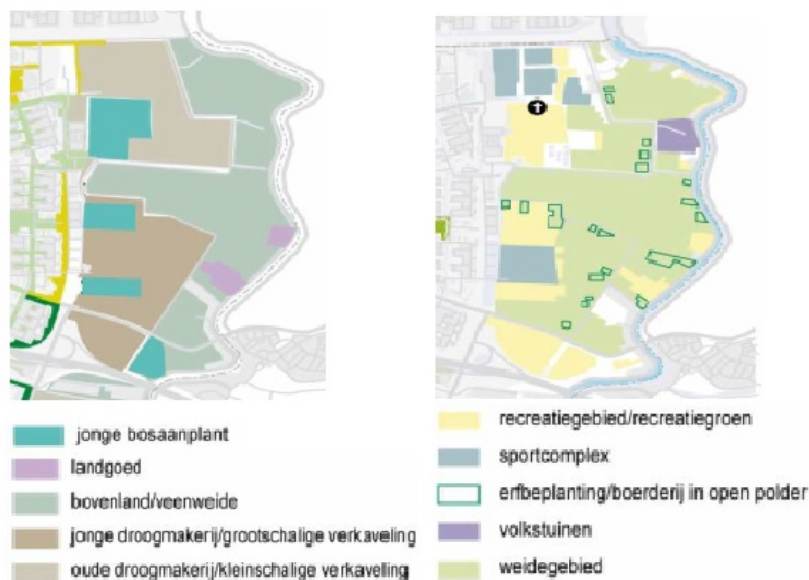 jonge bosaanplant
landgoed
bovenland/veenweide
jonge droogmakerij/grootschalige verkaveling
oude droogmakerij/kleinschalige verkaveling
recreatiegebied/recreatiegroen
sportcomplex
erfbeplanting/boerderij in open polder
volkstuinen
weidegebied